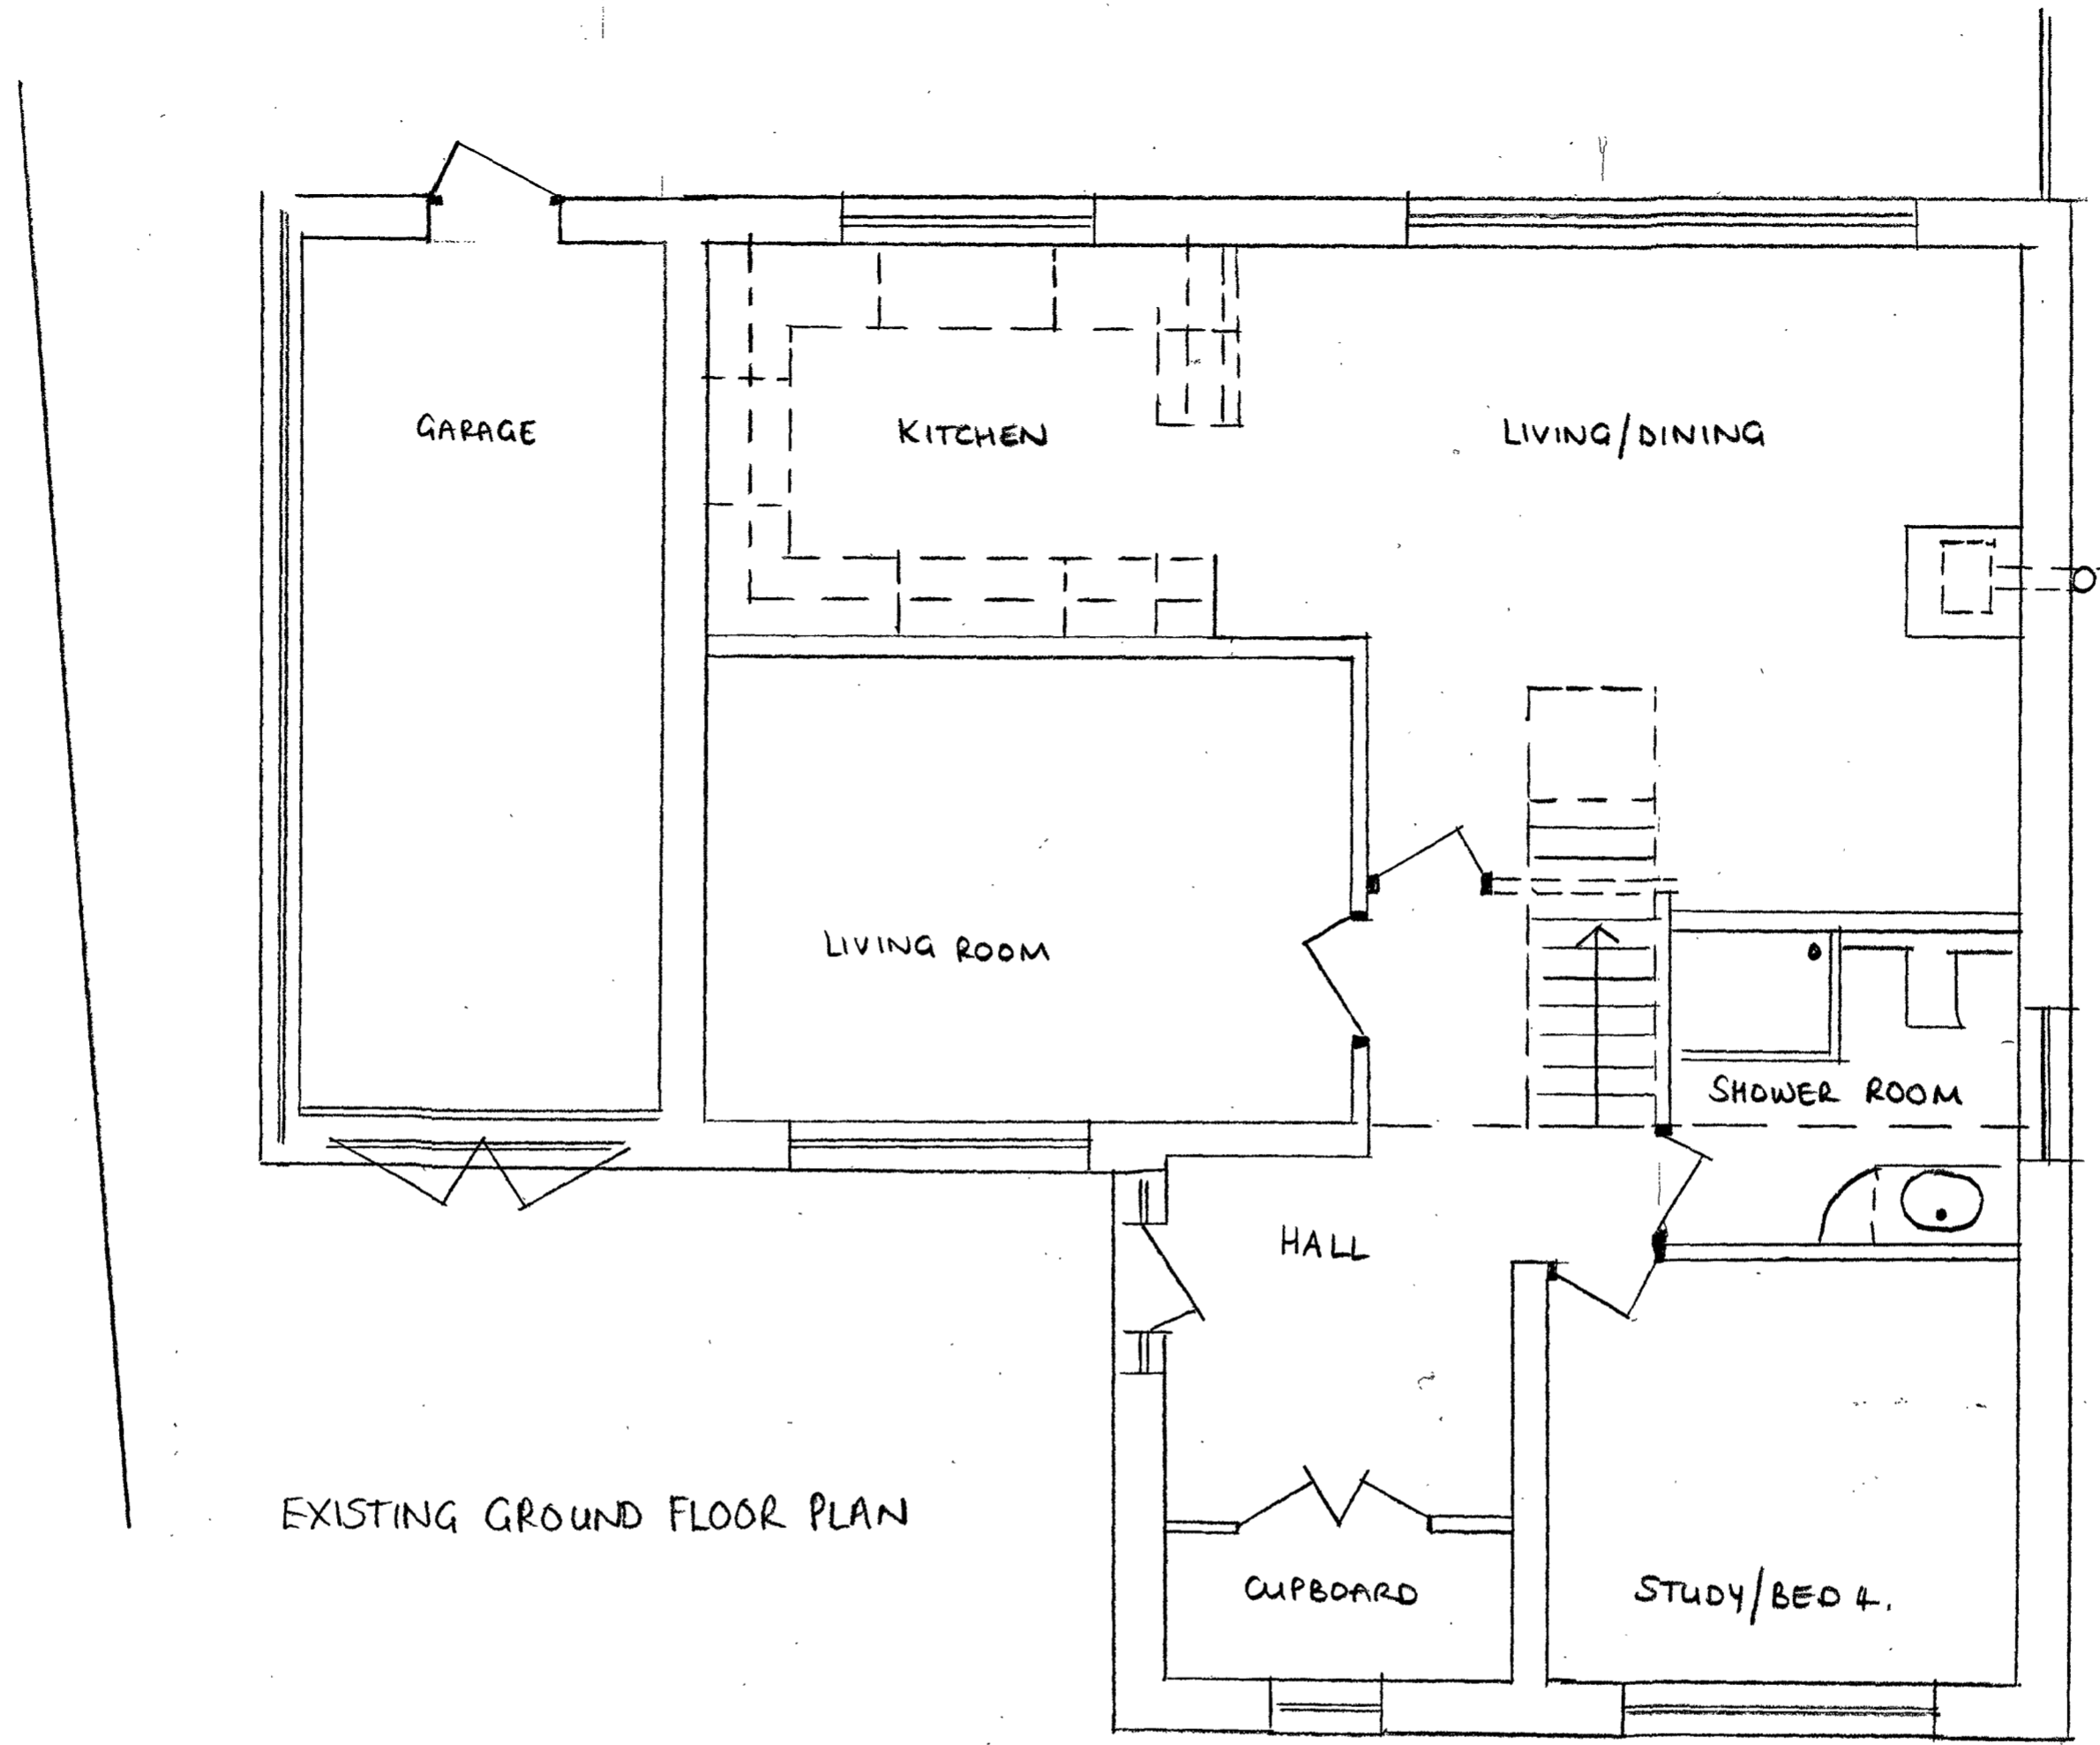 GARAGE
KITCHEN
LIVING/DINING
LIVING ROOM
SHOWER ROOM
HALL
EXISTING GROUND FLOOR PLAN
CUPBOARD
STUDY/BED 4.